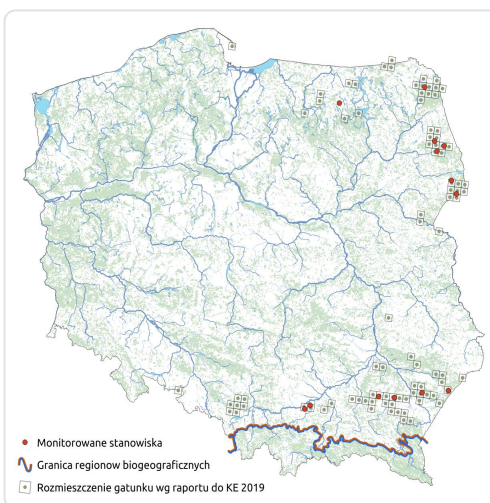 Monitorowane stanowiska
Granica regionow biogeograficznych
Rozmieszczenie gatunku wg raportu do KE 2019